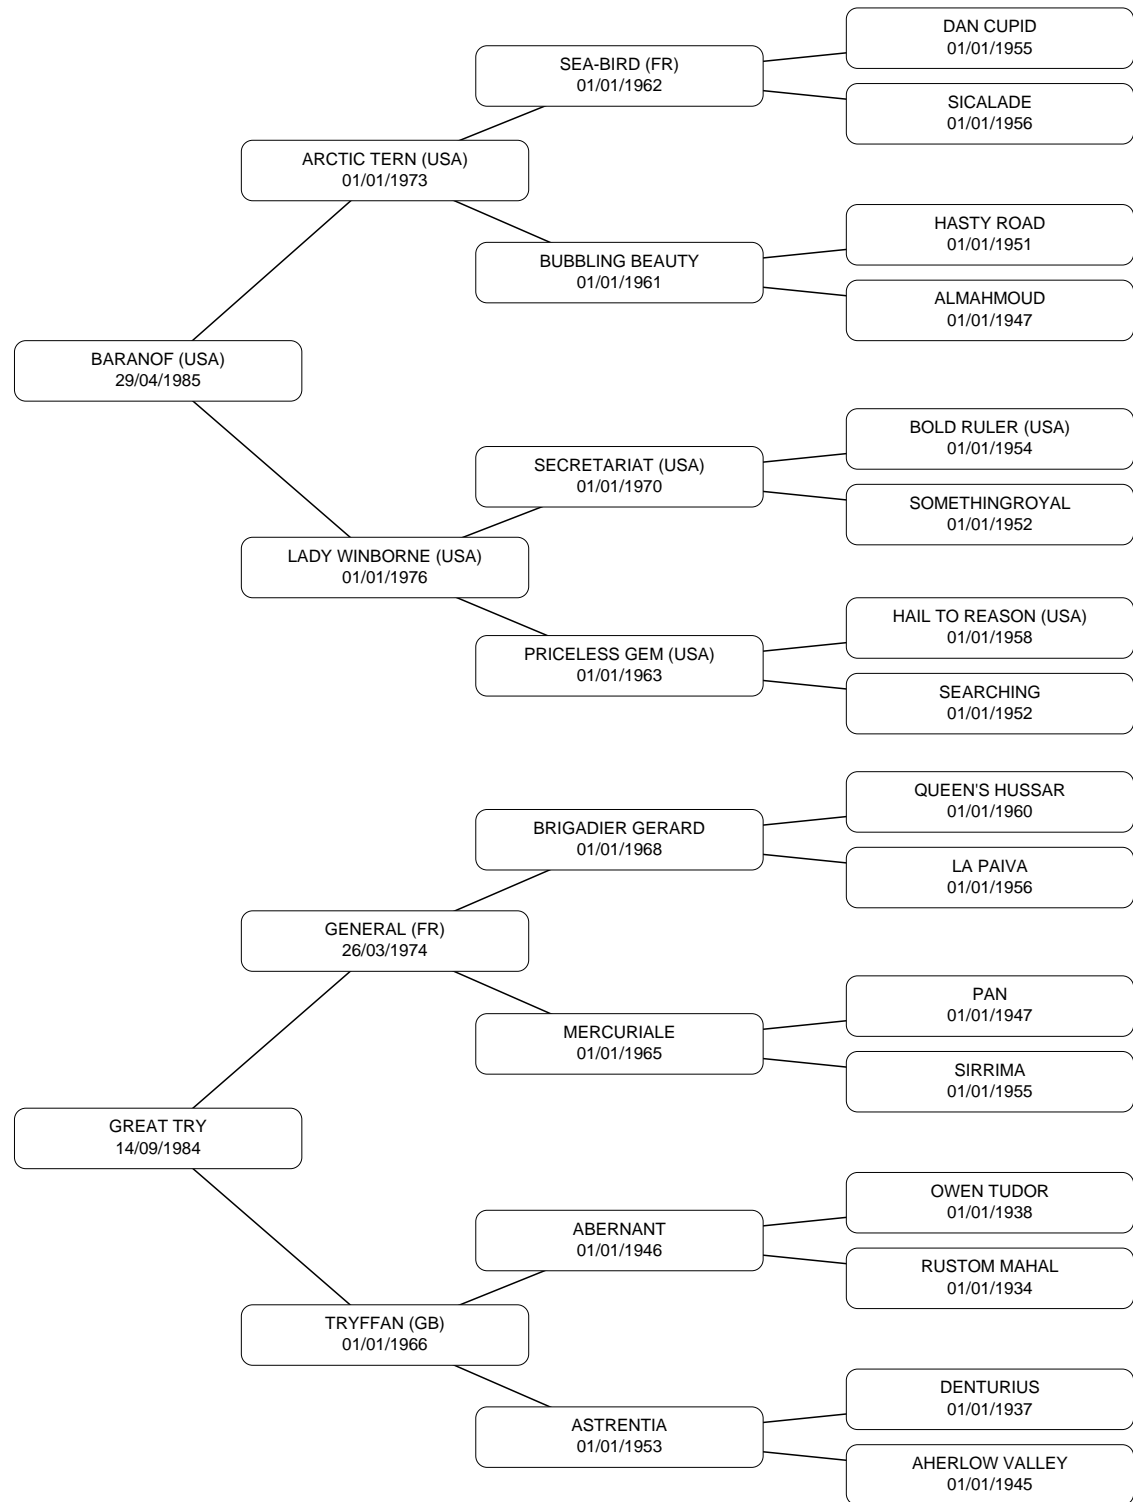 DAN CUPID
01/01/1955
SEA-BIRD (FR)
01/01/1962
SICALADE
01/01/1956
ARCTIC TERN (USA)
01/01/1973
HASTY ROAD
01/01/1951
BUBBLING BEAUTY
01/01/1961
ALMAHMOUD
01/01/1947
BARANOF (USA)
29/04/1985
BOLD RULER (USA)
01/01/1954
SECRETARIAT (USA)
01/01/1970
SOMETHINGROYAL
01/01/1952
LADY WINBORNE (USA)
01/01/1976
HAIL TO REASON (USA)
01/01/1958
PRICELESS GEM (USA)
01/01/1963
SEARCHING
01/01/1952
QUEEN'S HUSSAR
01/01/1960
BRIGADIER GERARD
01/01/1968
LA PAIVA
01/01/1956
GENERAL (FR)
26/03/1974
PAN
01/01/1947
MERCURIALE
01/01/1965
SIRRIMA
01/01/1955
GREAT TRY
14/09/1984
OWEN TUDOR
01/01/1938
ABERNANT
01/01/1946
RUSTOM MAHAL
01/01/1934
TRYFFAN (GB)
01/01/1966
DENTURIUS
01/01/1937
ASTRENTIA
01/01/1953
AHERLOW VALLEY
01/01/1945